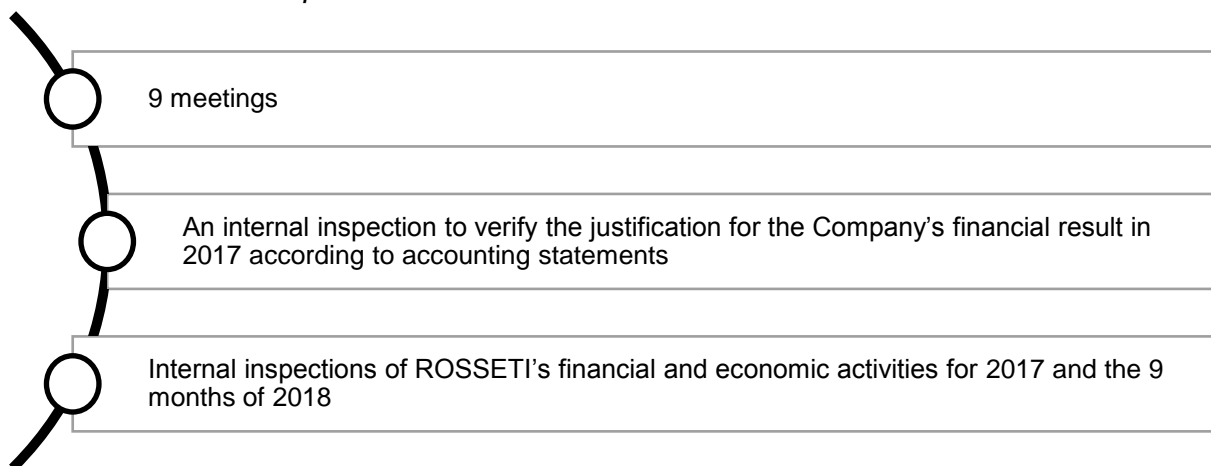 9 meetings
An internal inspection to verify the justification for the Company’s financial result in
2017 according to accounting statements
Internal inspections of ROSSETI’s financial and economic activities for 2017 and the 9
months of 2018